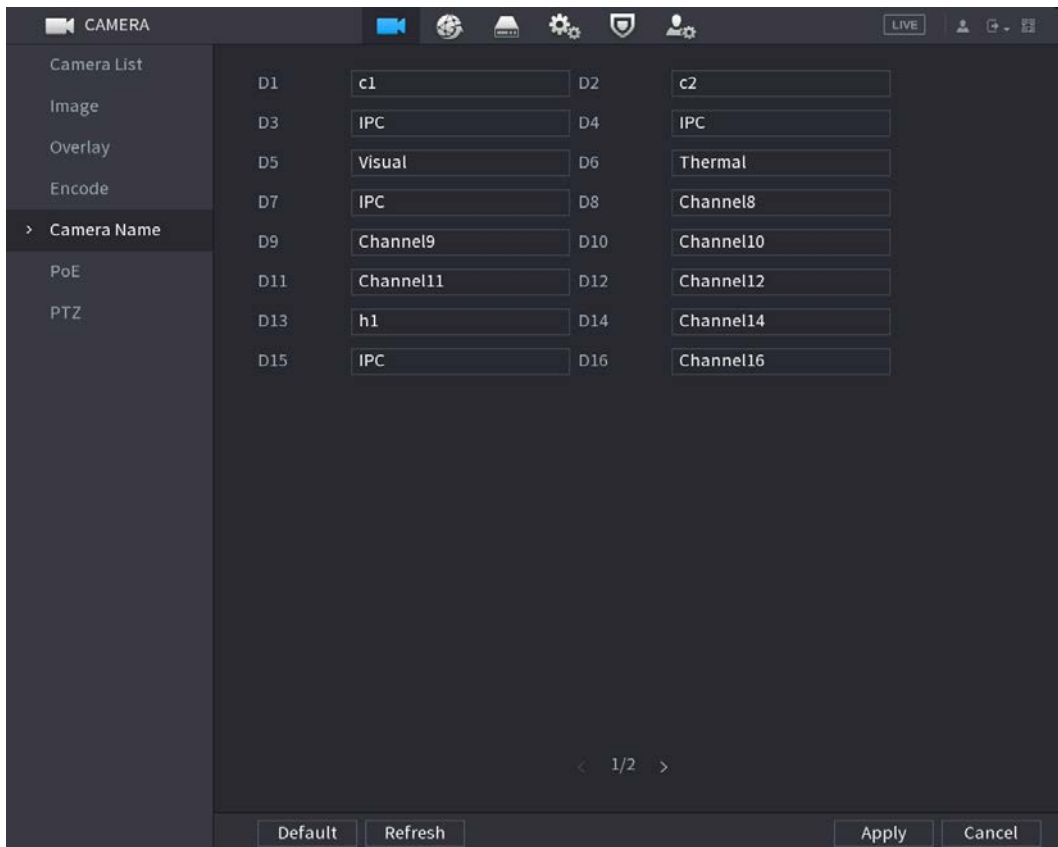 CAMERA LIVE
Camera List
Image
Overlay
Encode
> Camera Name
PoE
PTZ
D1 c1 D2 c2
D3 IPC D4 IPC
D5 Visual D6 Thermal
D7 IPC D8 Channel8
D9 Channel9 D10 Channel10
D11 Channel11 D12 Channel12
D13 h1 D14 Channel14
D15 IPC D16 Channel16
< 1/2 >
Default Refresh Apply Cancel